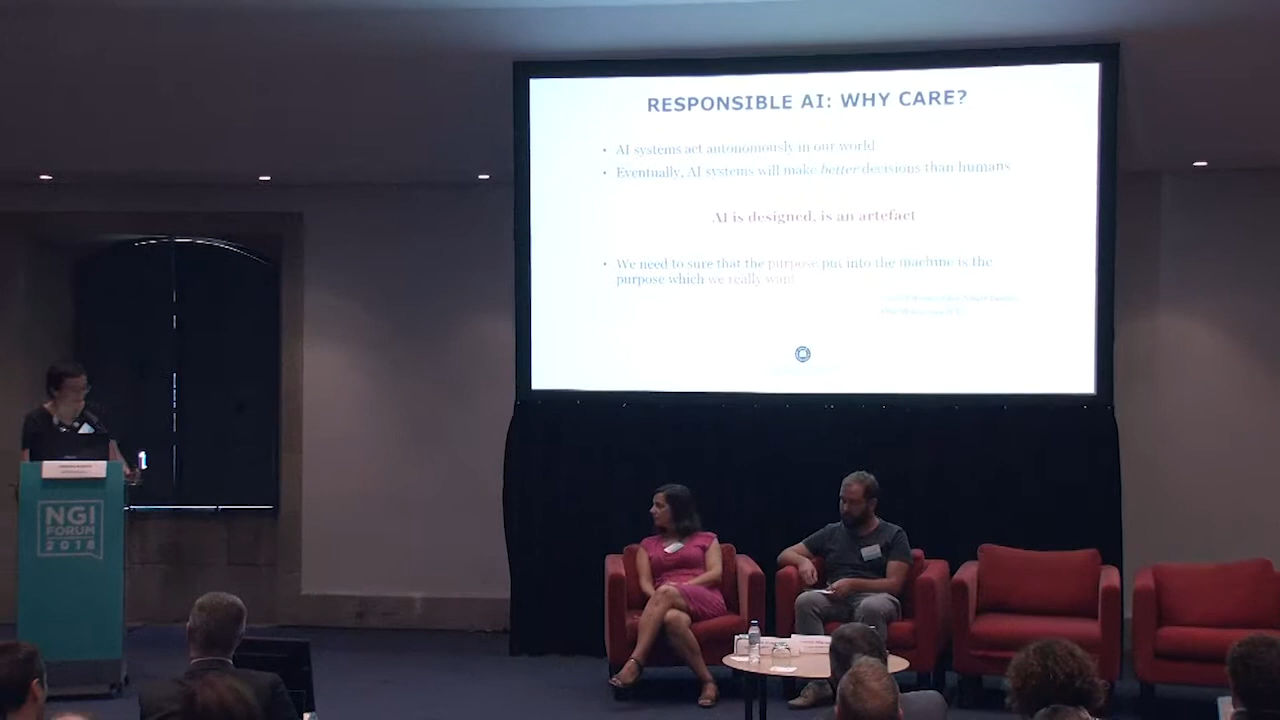 RESPONSIBLE AI: WHY CARE?
• AI systems act autonomously in our world
• Eventually, AI systems will make better decisions than humans
AI is designed, is an artefact
• We need to sure that the purpose put into the machine is the
purpose which we really want
NGI
FORUM
2018